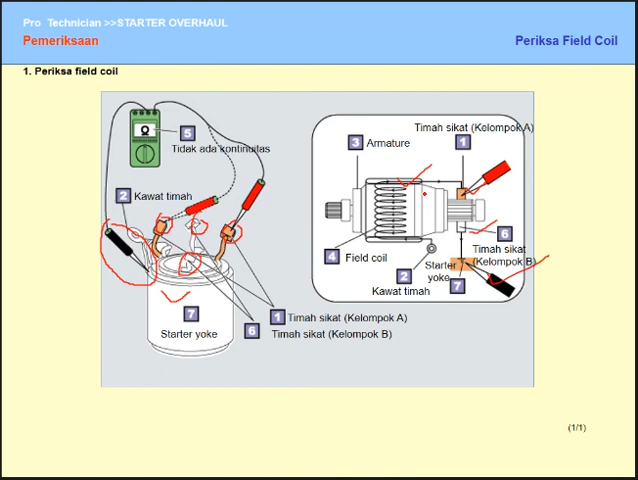 Pro Technician >>STARTER OVERHAUL
Pemeriksaan
Periksa Field Coil
1. Periksa field coil
Ω
5
Tidak ada kontinuitas
2 Kawat timah
7
Starter yoke
1 Timah sikat (Kelompok A)
6 Timah sikat (Kelompok B)
Timah sikat (Kelompok A)
3 Armature
1
6
Timah sikat
(Kelompok B)
4 Field coil
2
Kawat timah
Starter
yoke
7
(1/1)